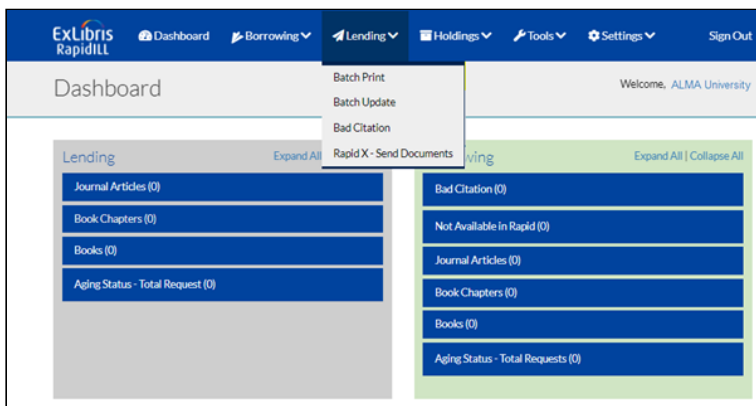 ExLibris
RapidILL
Dashboard
Borrowing
Lending
Holdings
Tools
Settings
Sign Out
Dashboard
Welcome, ALMA University
Batch Print
Batch Update
Bad Citation
Rapid X - Send Documents
Lending
Expand All
Journal Articles (0)
Book Chapters (0)
Books (0)
Aging Status - Total Request (0)
wing
Expand All | Collapse All
Bad Citation (0)
Not Available in Rapid (0)
Journal Articles (0)
Book Chapters (0)
Books (0)
Aging Status - Total Requests (0)